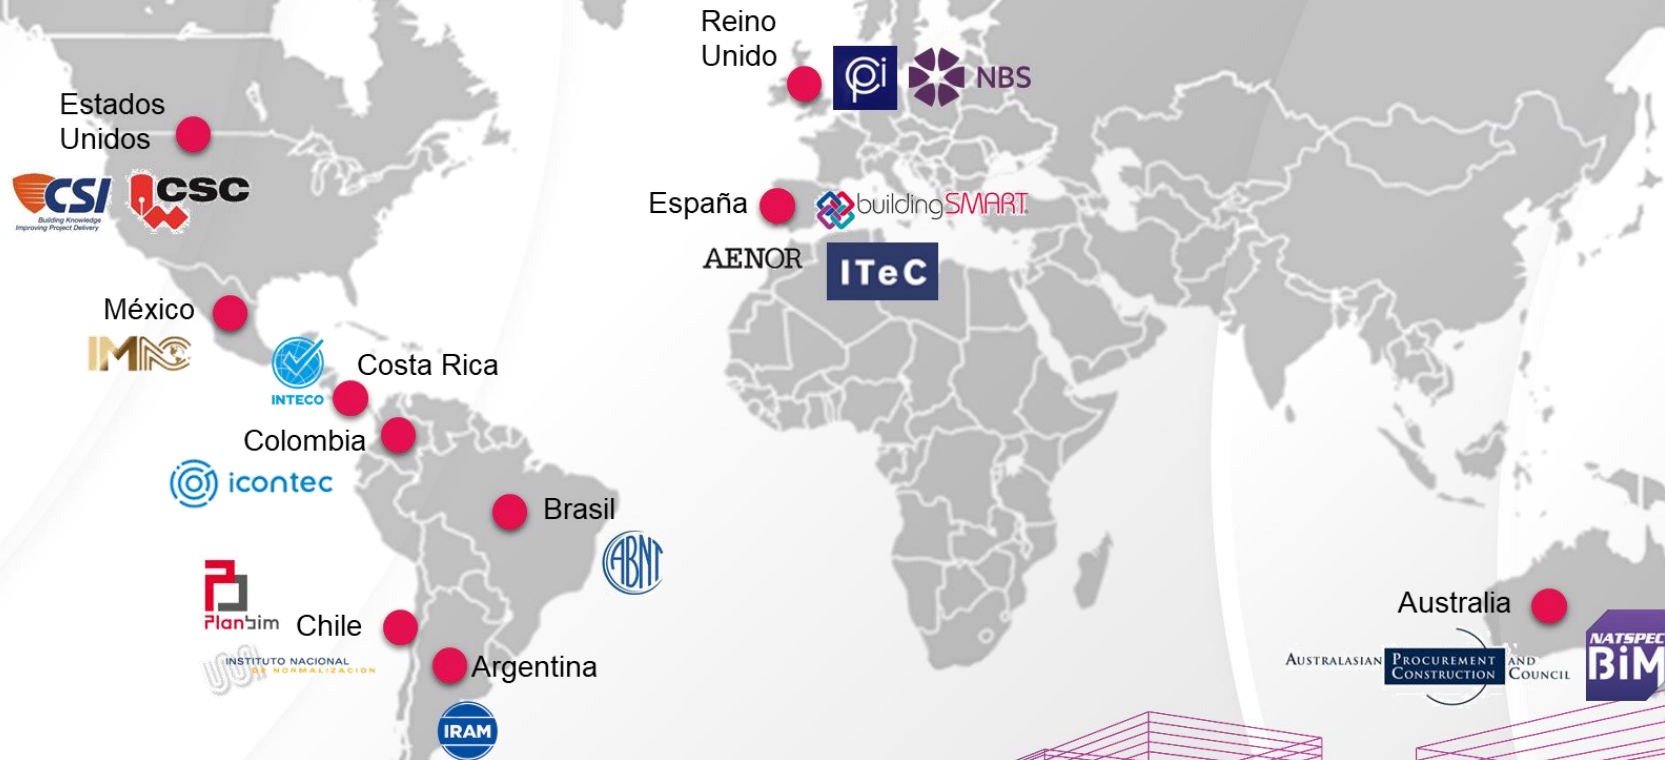 Reino
Unido
cpi
NBS
Estados
Unidos
CSI
Building Knowledge
Improving Project Delivery
CSC
España
buildingSMART
AENOR
ITeC
México
IMNC
INTECO
Costa Rica
Colombia
icontec
Brasil
ABNT
Planbim
Chile
INSTITUTO NACIONAL
DE NORMALIZACION
Argentina
IRAM
Australia
AUSTRALASIAN PROCUREMENT AND
CONSTRUCTION COUNCIL
NATSPEC
BiM